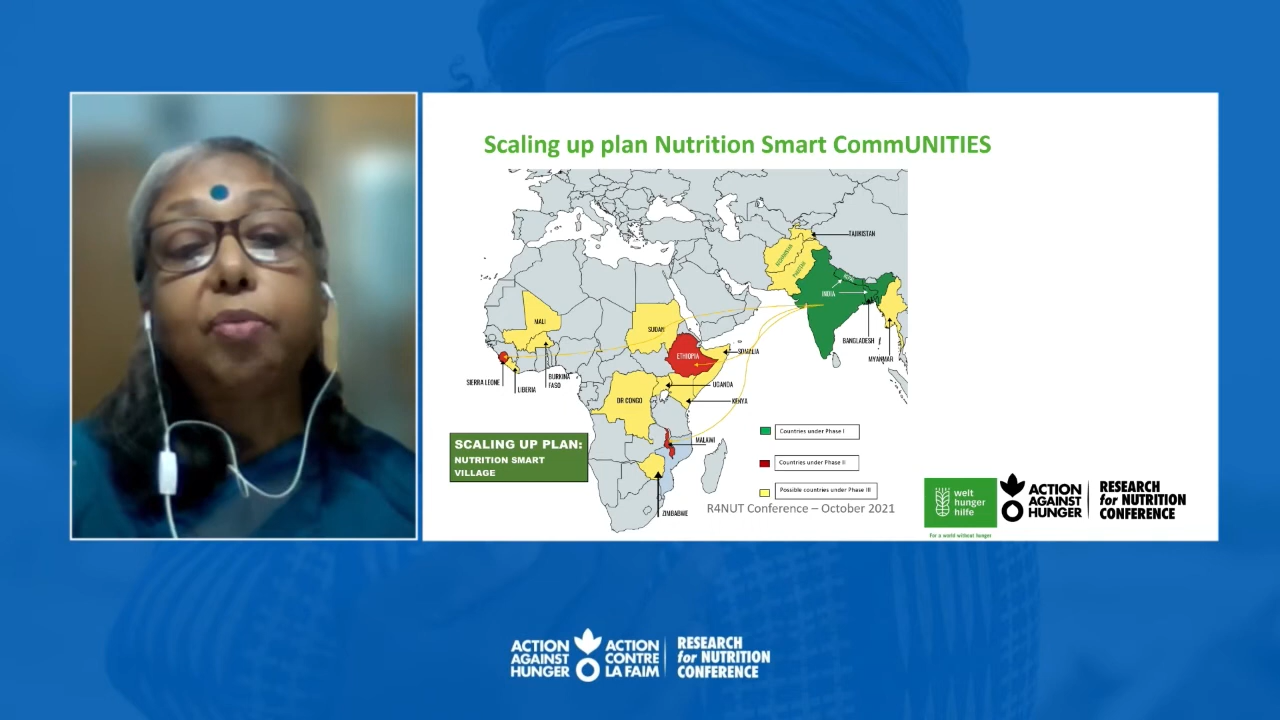 Scaling up plan Nutrition Smart CommUNITIES
TAJIKISTAN
AFGHANISTAN
PAKISTAN
NEPAL
INDIA
MALI
SUDAN
BANGLADESH
ETHIOPIA
SOMALIA
MYANMAR
SIERRA LEONE
LIBERIA
BURKINA
FASO
UGANDA
DR CONGO
KENYA
Countries under Phase I
SCALING UP PLAN:
NUTRITION SMART
VILLAGE
MALAWI
Countries under Phase II
Possible countries under Phase III
ZIMBABWE
R4NUT Conference – October 2021
welt
hunger
hilfe
For a world without hunger
ACTION
AGAINST
HUNGER
RESEARCH
for NUTRITION
CONFERENCE
ACTION
AGAINST
HUNGER
ACTION
CONTRE
LA FAIM
RESEARCH
for NUTRITION
CONFERENCE